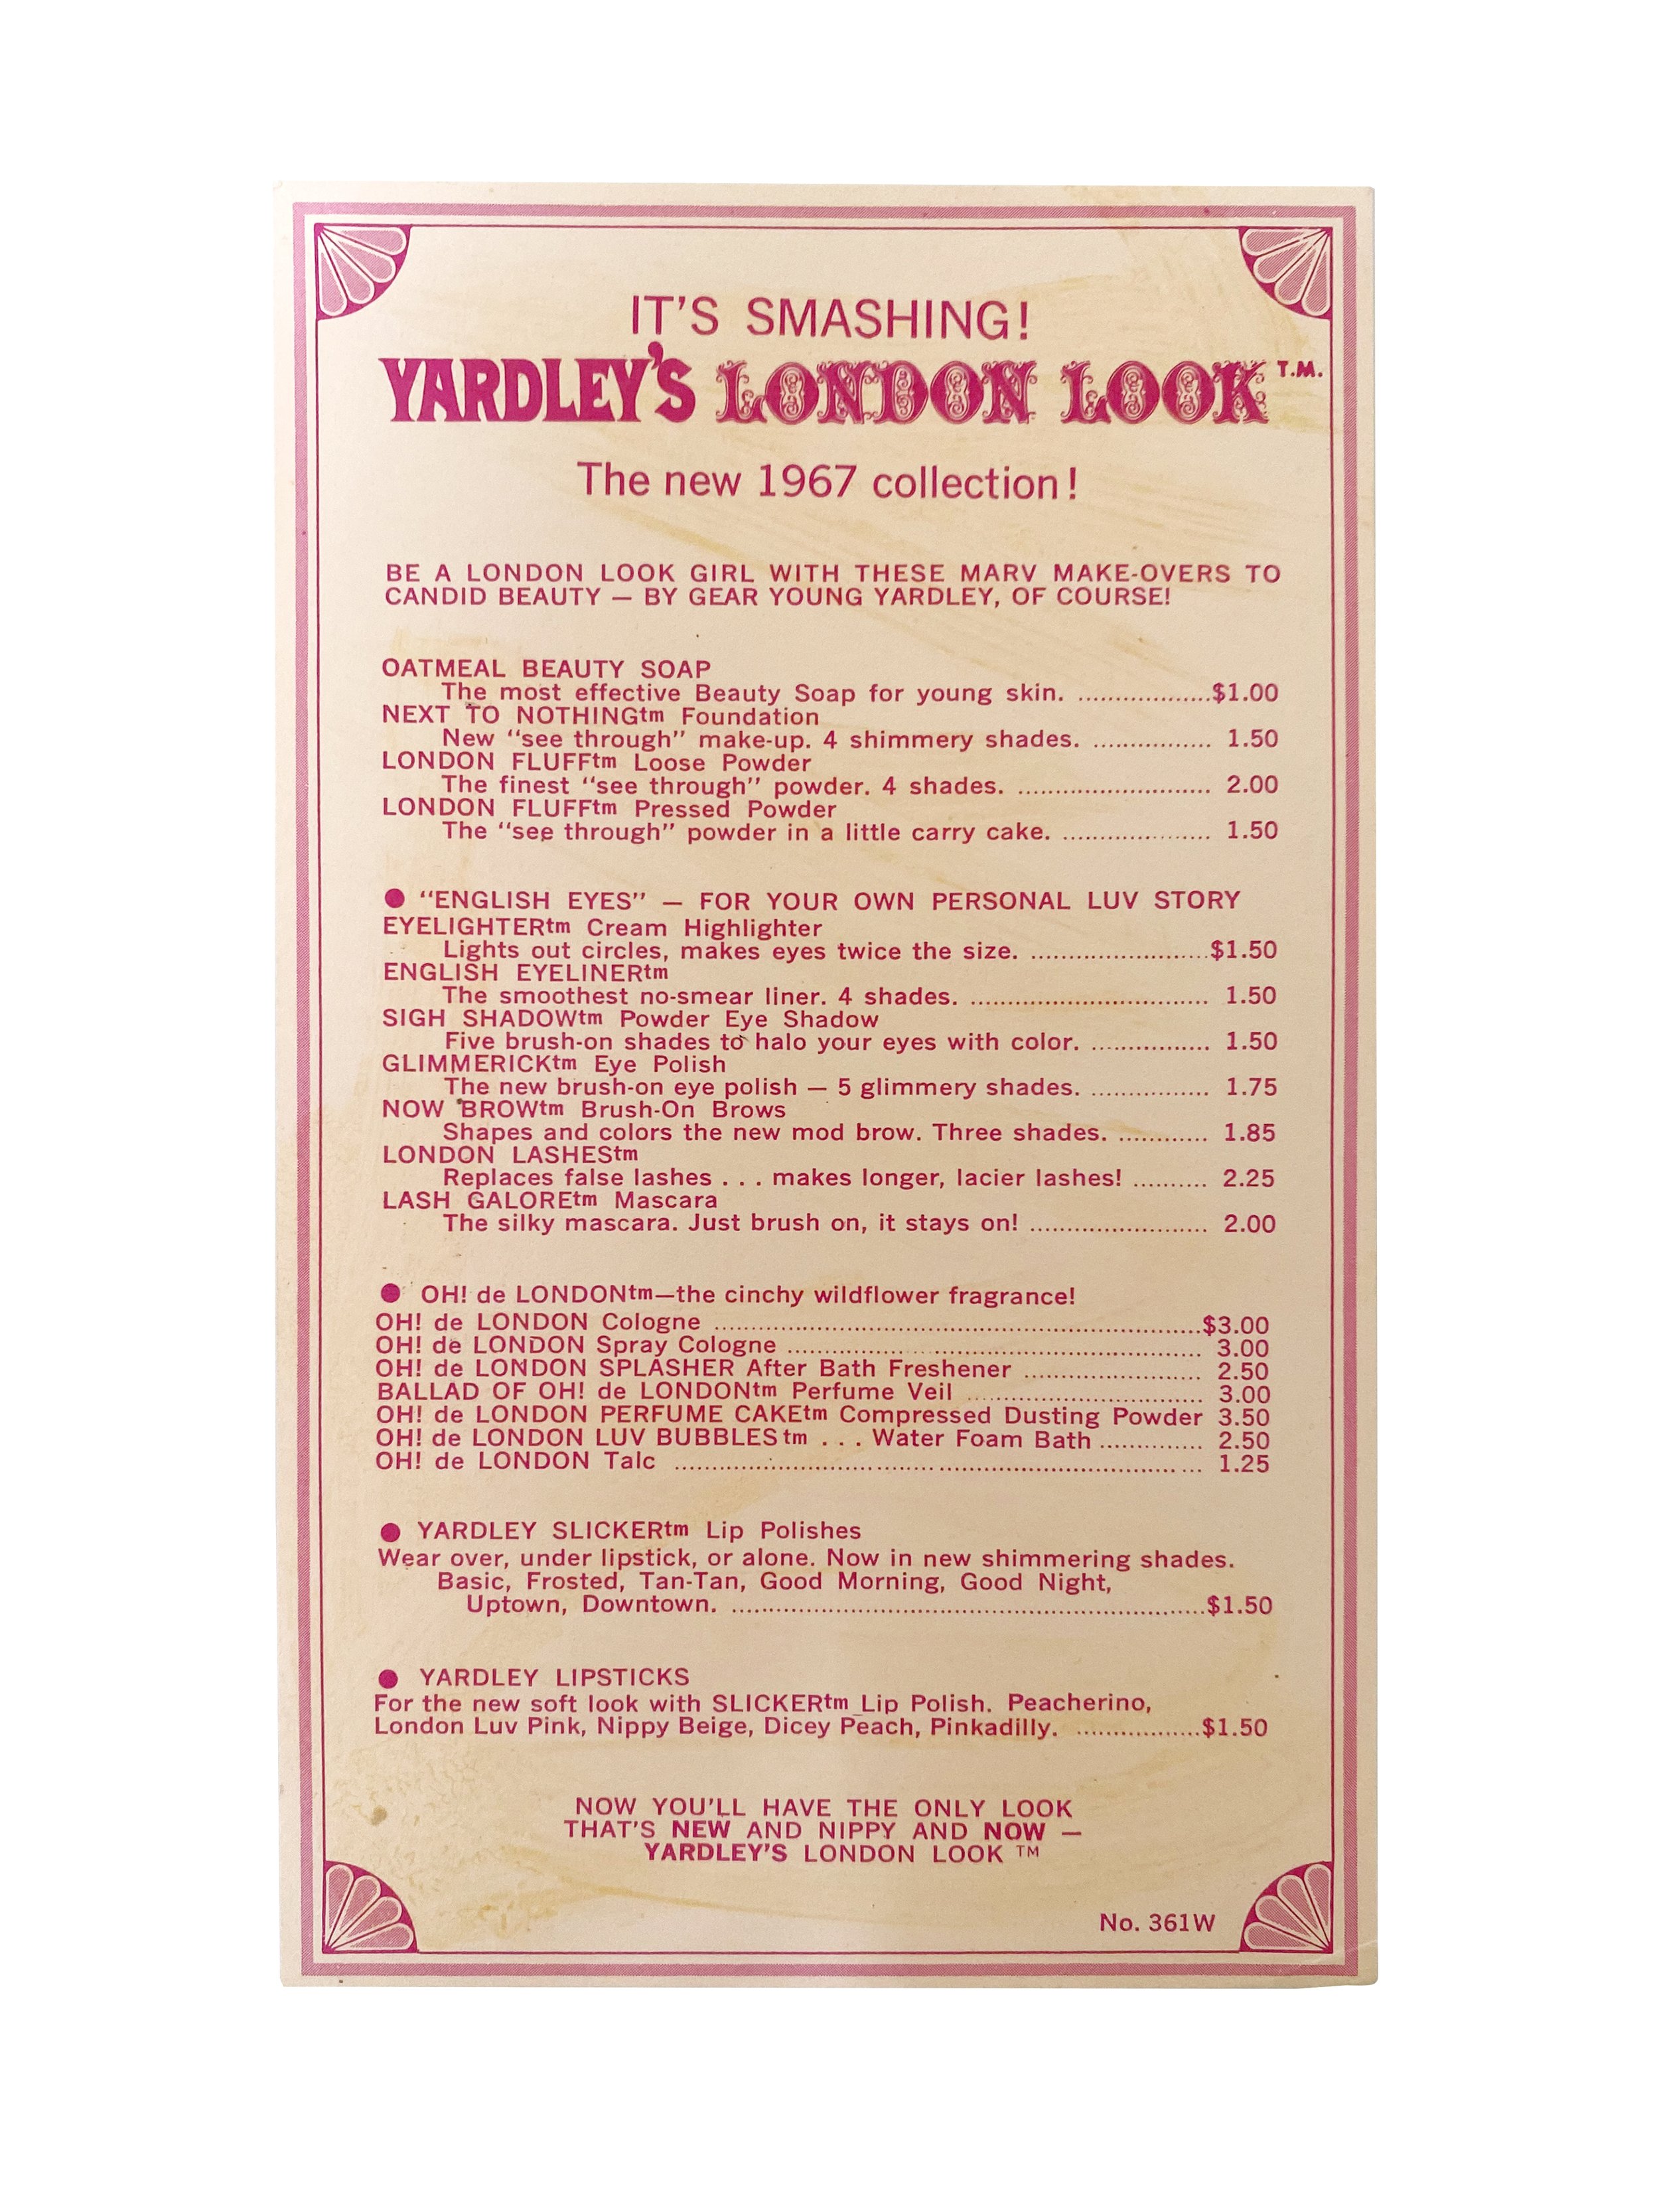 IT'S SMASHING!
YARDLEY'S LONDON LOOK T.M.
The new 1967 collection!
BE A LONDON LOOK GIRL WITH THESE MARV MAKE-OVERS TO
CANDID BEAUTY — BY GEAR YOUNG YARDLEY, OF COURSE!
OATMEAL BEAUTY SOAP
The most effective Beauty Soap for young skin. ..................$1.00
NEXT TO NOTHINGtm Foundation
New "see through" make-up. 4 shimmery shades. ................ 1.50
LONDON FLUFFtm Loose Powder
The finest "see through" powder. 4 shades. .......................... 2.00
LONDON FLUFFtm Pressed Powder
The "see through" powder in a little carry cake. .................... 1.50
● "ENGLISH EYES" — FOR YOUR OWN PERSONAL LUV STORY
EYELIGHTERtm Cream Highlighter
Lights out circles, makes eyes twice the size. ........................$1.50
ENGLISH EYELINERtm
The smoothest no-smear liner. 4 shades. ................................ 1.50
SIGH SHADOWtm Powder Eye Shadow
Five brush-on shades to halo your eyes with color. ................ 1.50
GLIMMERICKtm Eye Polish
The new brush-on eye polish — 5 glimmery shades. ................ 1.75
NOW BROWtm Brush-On Brows
Shapes and colors the new mod brow. Three shades. ............ 1.85
LONDON LASHEStm
Replaces false lashes . . . makes longer, lacier lashes! .......... 2.25
LASH GALOREtm Mascara
The silky mascara. Just brush on, it stays on! ........................ 2.00
● OH! de LONDONtm—the cinchy wildflower fragrance!
OH! de LONDON Cologne ................................................................$3.00
OH! de LONDON Spray Cologne ...................................................... 3.00
OH! de LONDON SPLASHER After Bath Freshener ........................ 2.50
BALLAD OF OH! de LONDONtm Perfume Veil ................................ 3.00
OH! de LONDON PERFUME CAKEtm Compressed Dusting Powder 3.50
OH! de LONDON LUV BUBBLEStm . . . Water Foam Bath .............. 2.50
OH! de LONDON Talc ...................................................................... 1.25
● YARDLEY SLICKERtm Lip Polishes
Wear over, under lipstick, or alone. Now in new shimmering shades.
Basic, Frosted, Tan-Tan, Good Morning, Good Night,
Uptown, Downtown. ..............................................................$1.50
● YARDLEY LIPSTICKS
For the new soft look with SLICKERtm Lip Polish. Peacherino,
London Luv Pink, Nippy Beige, Dicey Peach, Pinkadilly. ................$1.50
NOW YOU'LL HAVE THE ONLY LOOK
THAT'S NEW AND NIPPY AND NOW —
YARDLEY'S LONDON LOOK TM
No. 361W